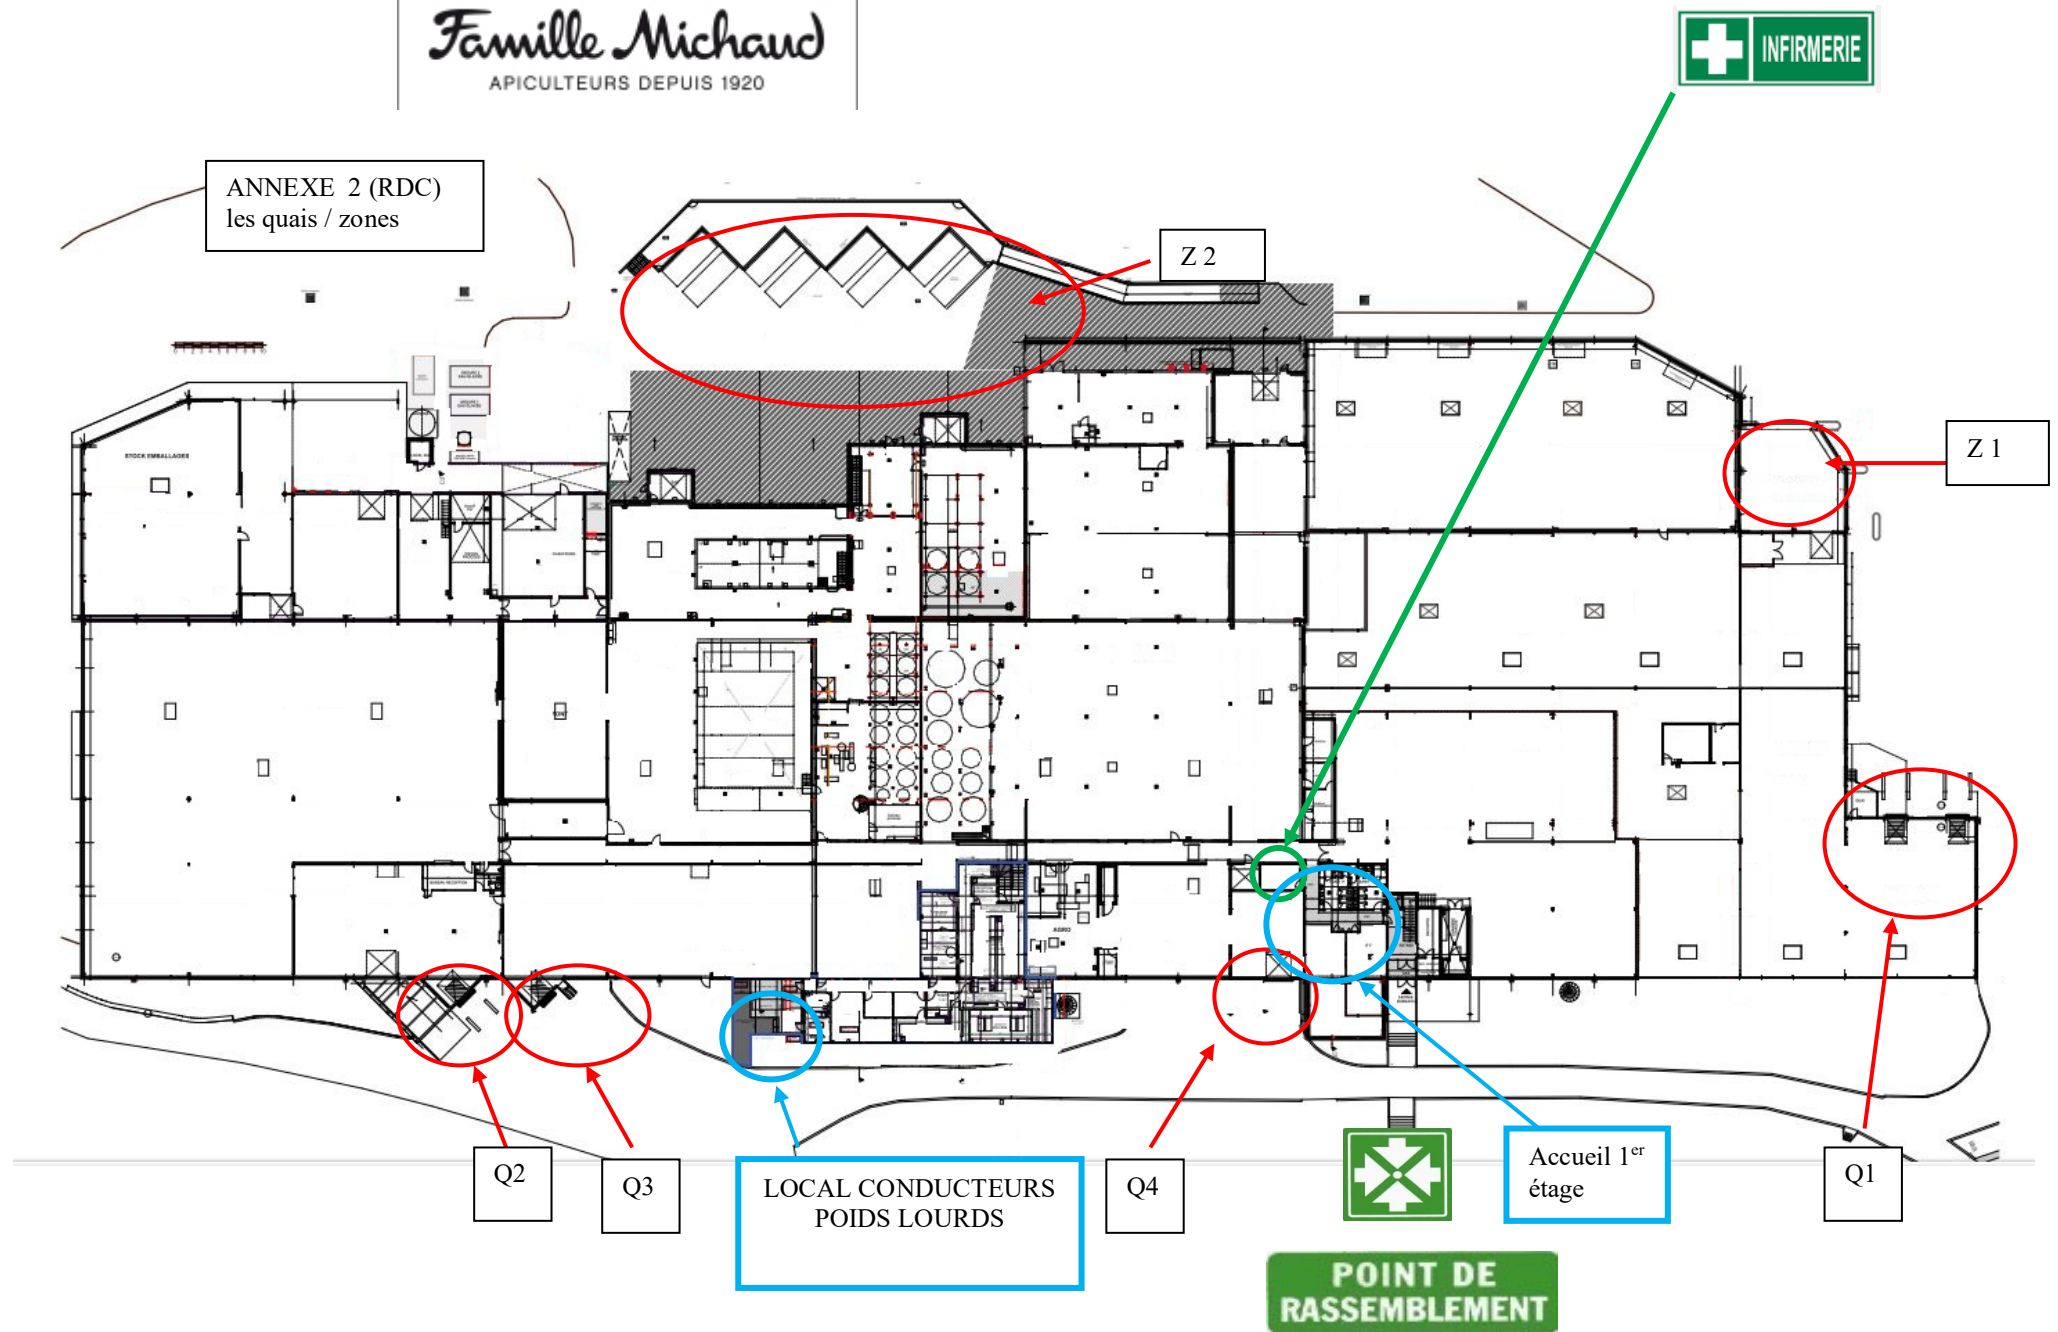 Famille Michaud
APICULTEURS DEPUIS 1920
INFIRMERIE
ANNEXE 2 (RDC)
les quais / zones
Z 2
Z 1
STOCK EMBALLAGES
AGRO
Q2
Q3
LOCAL CONDUCTEURS
POIDS LOURDS
Q4
Accueil 1er
étage
Q1
POINT DE
RASSEMBLEMENT